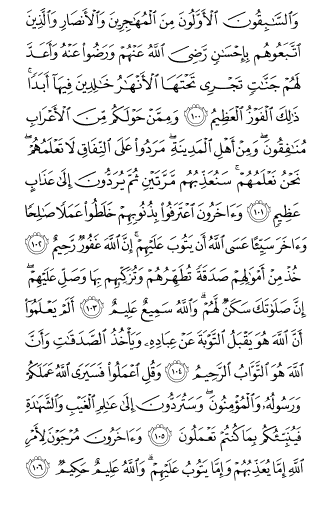 وَٱلسَّـٰبِقُونَ ٱلْأَوَّلُونَ مِنَ ٱلْمُهَـٰجِرِينَ وَٱلْأَنصَارِ وَٱلَّذِينَ
ٱتَّبَعُوهُم بِإِحْسَـٰنٍ رَّضِىَ ٱللَّهُ عَنْهُمْ وَرَضُوا۟ عَنْهُ وَأَعَدَّ
لَهُمْ جَنَّـٰتٍ تَجْرِى تَحْتَهَا ٱلْأَنْهَـٰرُ خَـٰلِدِينَ فِيهَآ أَبَدًا ۚ
ذَٰلِكَ ٱلْفَوْزُ ٱلْعَظِيمُ ١٠٠ وَمِمَّنْ حَوْلَكُم مِّنَ ٱلْأَعْرَابِ
مُنَـٰفِقُونَ ۖ وَمِنْ أَهْلِ ٱلْمَدِينَةِ ۖ مَرَدُوا۟ عَلَى ٱلنِّفَاقِ لَا تَعْلَمُهُمْ ۖ
نَحْنُ نَعْلَمُهُمْ ۚ سَنُعَذِّبُهُم مَّرَّتَيْنِ ثُمَّ يُرَدُّونَ إِلَىٰ عَذَابٍ
عَظِيمٍ ١٠١ وَءَاخَرُونَ ٱعْتَرَفُوا۟ بِذُنُوبِهِمْ خَلَطُوا۟ عَمَلًا صَـٰلِحًا
وَءَاخَرَ سَيِّئًا عَسَى ٱللَّهُ أَن يَتُوبَ عَلَيْهِمْ ۚ إِنَّ ٱللَّهَ غَفُورٌ رَّحِيمٌ ١٠٢
خُذْ مِنْ أَمْوَٰلِهِمْ صَدَقَةً تُطَهِّرُهُمْ وَتُزَكِّيهِم بِهَا وَصَلِّ عَلَيْهِمْ ۖ
إِنَّ صَلَوٰتَكَ سَكَنٌ لَّهُمْ ۗ وَٱللَّهُ سَمِيعٌ عَلِيمٌ ١٠٣ أَلَمْ يَعْلَمُوٓا۟
أَنَّ ٱللَّهَ هُوَ يَقْبَلُ ٱلتَّوْبَةَ عَنْ عِبَادِهِۦ وَيَأْخُذُ ٱلصَّدَقَـٰتِ وَأَنَّ
ٱللَّهَ هُوَ ٱلتَّوَّابُ ٱلرَّحِيمُ ١٠٤ وَقُلِ ٱعْمَلُوا۟ فَسَيَرَى ٱللَّهُ عَمَلَكُمْ
وَرَسُولُهُۥ وَٱلْمُؤْمِنُونَ ۖ وَسَتُرَدُّونَ إِلَىٰ عَـٰلِمِ ٱلْغَيْبِ وَٱلشَّهَـٰدَةِ
فَيُنَبِّئُكُم بِمَا كُنتُمْ تَعْمَلُونَ ١٠٥ وَءَاخَرُونَ مُرْجَوْنَ لِأَمْرِ
ٱللَّهِ إِمَّا يُعَذِّبُهُمْ وَإِمَّا يَتُوبُ عَلَيْهِمْ ۗ وَٱللَّهُ عَلِيمٌ حَكِيمٌ ١٠٦